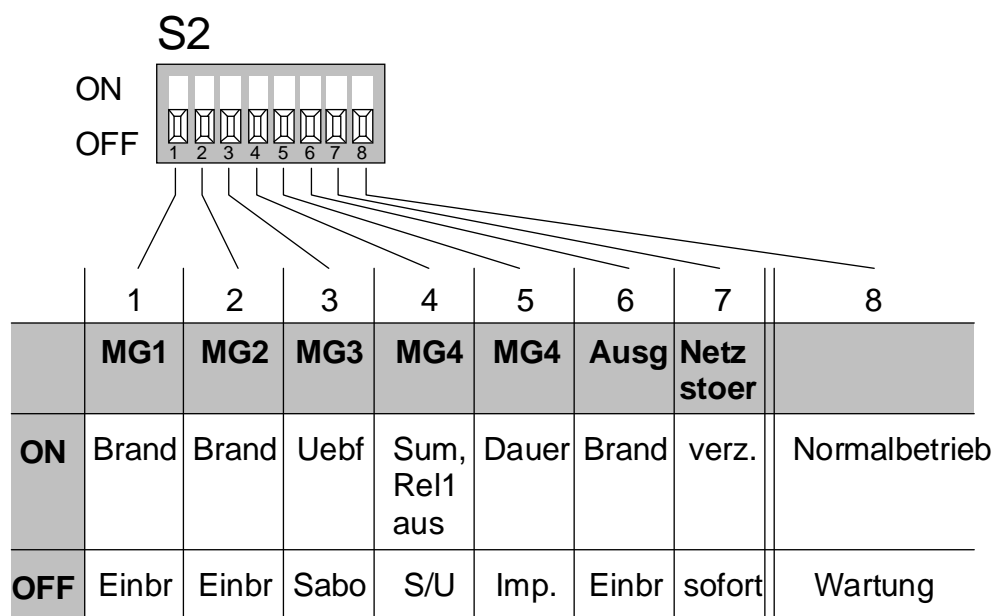 S2
ON
OFF
1 2 3 4 5 6 7 8
1 2 3 4 5 6 7 8
MG1 MG2 MG3 MG4 MG4 Ausg Netz
stoer
ON Brand Brand Uebf Sum, Dauer Brand verz. Normalbetrieb
Rel1
aus
OFF Einbr Einbr Sabo S/U Imp. Einbr sofort Wartung